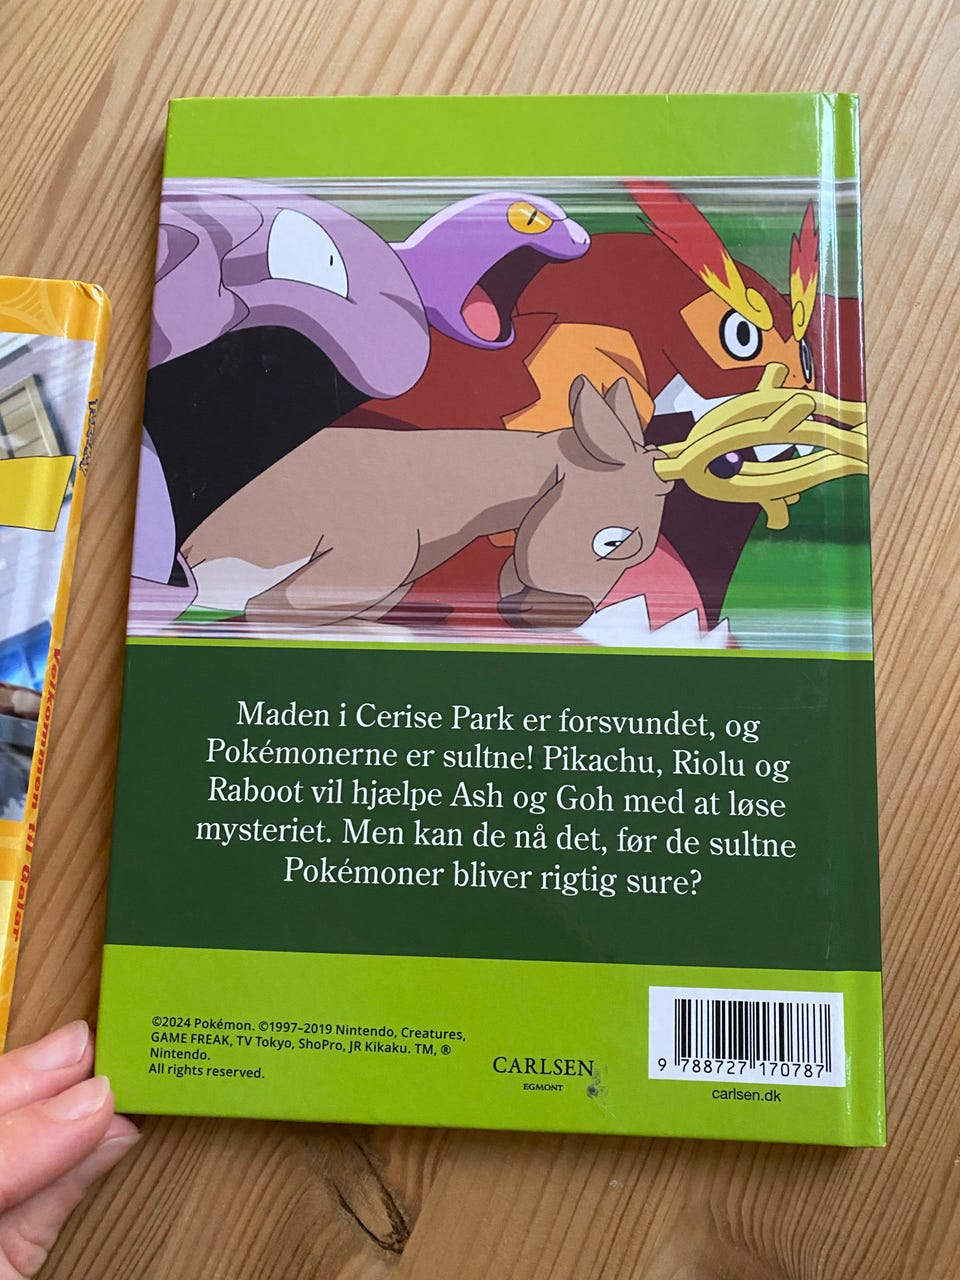 Maden i Cerise Park er forsvundet, og
Pokémonerne er sultne! Pikachu, Riolu og
Raboot vil hjælpe Ash og Goh med at løse
mysteriet. Men kan de nå det, før de sultne
Pokémoner bliver rigtig sure?
©2024 Pokémon. ©1997–2019 Nintendo, Creatures,
GAME FREAK, TV Tokyo, ShoPro, JR Kikaku. TM, ®
Nintendo.
All rights reserved.
CARLSEN
EGMONT
9 788727 170787
carlsen.dk
Velkommen til Galar